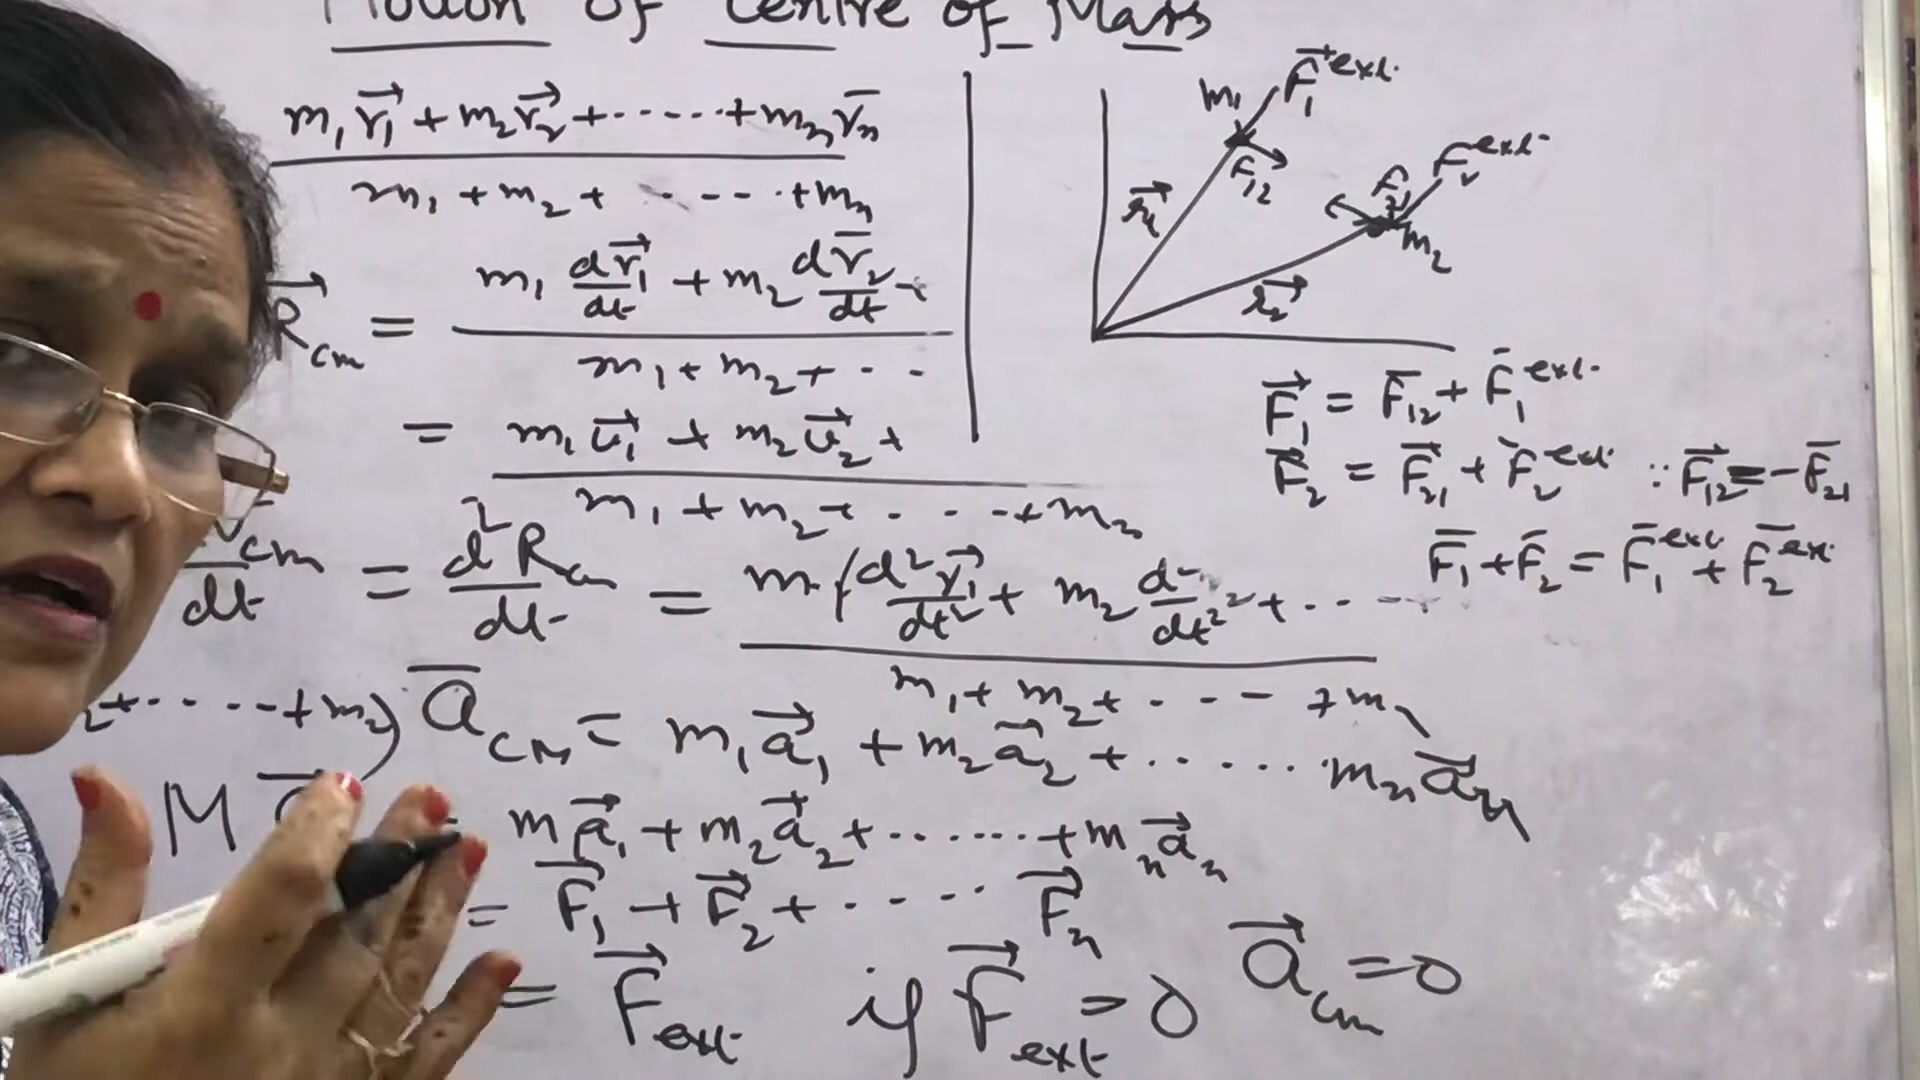 Motion of Centre of Mass
m₁r⃗₁ + m₂r⃗₂ + ...... + mₙr̄ₙ
m₁ + m₂ + ..... + mₙ
R⃗cm = m₁ dr⃗₁/dt + m₂ dr̄₂/dt +
m₁ + m₂ + ..
= m₁v⃗₁ + m₂v⃗₂ +
m₁ + m₂ + .... + mₙ
cm/dt = d²Rcm/dt = m₁ d²r⃗₁/dt² + m₂ d²/dt² + ....
m₁ + m₂ + .... + mₙ
₂ + ..... + mₙ) ācm = m₁a⃗₁ + m₂a⃗₂ + ...... mₙa⃗ₙ
M = ma⃗₁ + m₂a⃗₂ + ...... + mₙa⃗ₙ
= F⃗₁ + F⃗₂ + ..... F⃗ₙ
= F⃗ext if F⃗ext = 0 a⃗cm = 0
m₁ F⃗₁ext.
F₁₂
F₂ext.
F₂₁
m₂
r⃗₁
r⃗₂
F⃗₁ = F̄₁₂ + F̄₁ext.
F⃗₂ = F⃗₂₁ + F̄₂ext ∵ F⃗₁₂ = -F̄₂₁
F̄₁ + F̄₂ = F̄₁ext + F̄₂ext.